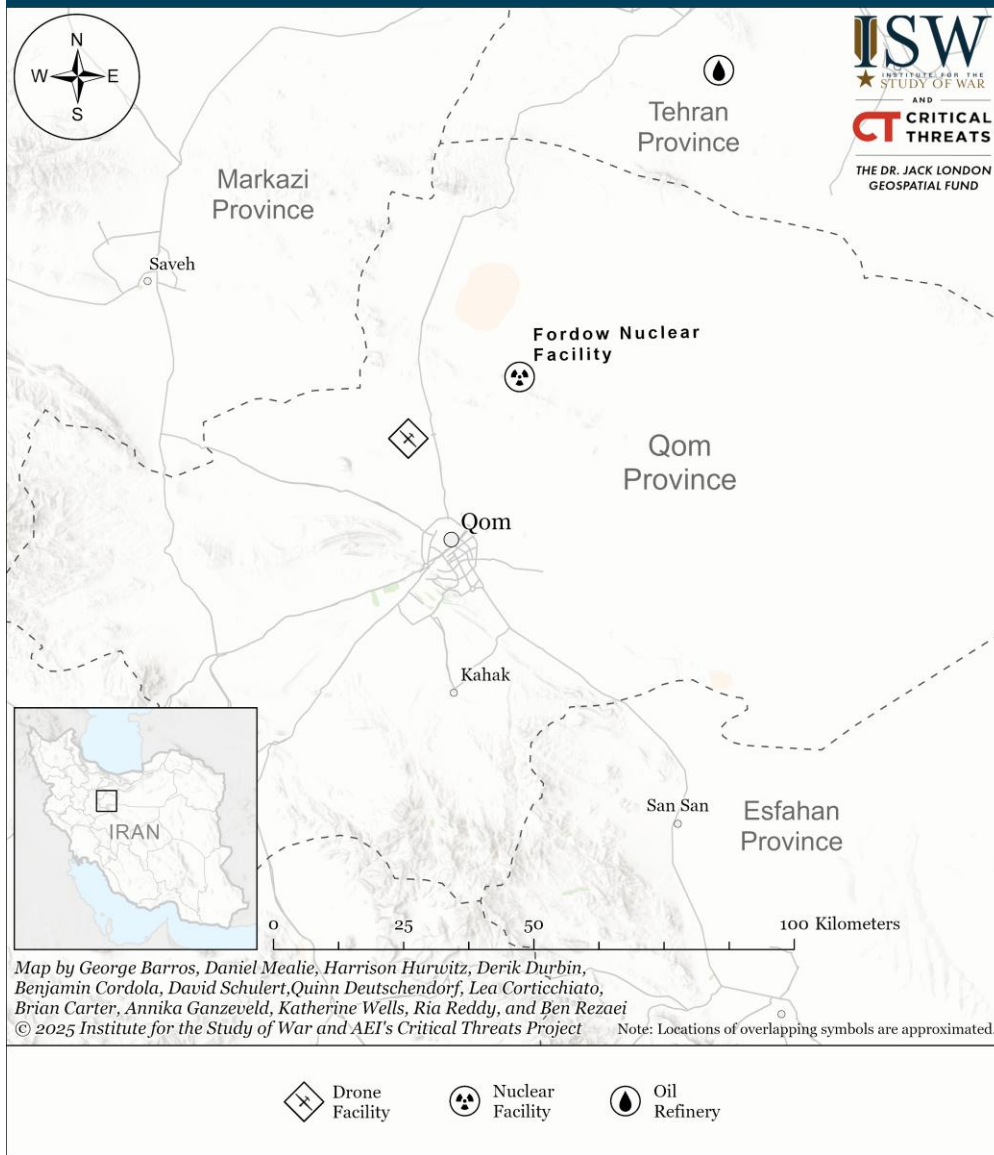 N
W E
S
ISW
INSTITUTE FOR THE
STUDY OF WAR
AND
CT CRITICAL
THREATS
THE DR. JACK LONDON
GEOSPATIAL FUND
Tehran
Province
Markazi
Province
Saveh
Fordow Nuclear
Facility
Qom
Province
Qom
Kahak
San San
Esfahan
Province
IRAN
0 25 50 100 Kilometers
Map by George Barros, Daniel Mealie, Harrison Hurwitz, Derik Durbin,
Benjamin Cordola, David Schulert,Quinn Deutschendorf, Lea Corticchiato,
Brian Carter, Annika Ganzeveld, Katherine Wells, Ria Reddy, and Ben Rezaei
© 2025 Institute for the Study of War and AEI's Critical Threats Project
Note: Locations of overlapping symbols are approximated.
Drone
Facility
Nuclear
Facility
Oil
Refinery